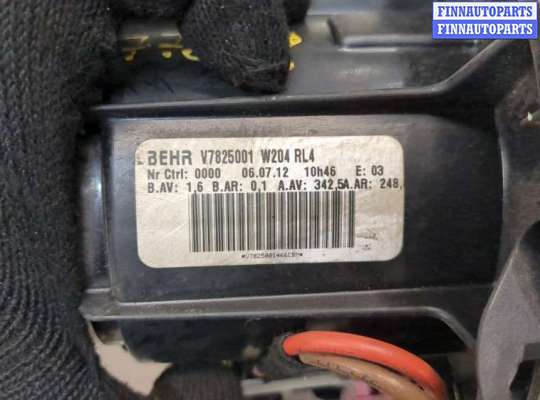 FINNAUTOPARTS
FINNAUTOPARTS
BEHR V7825001 W204 RL4
Nr Ctrl: 0000 06.07.12 10h46 E: 03
B.AV: 1,6 B.AR: 0,1 A.AV: 342,5A.AR: 248,